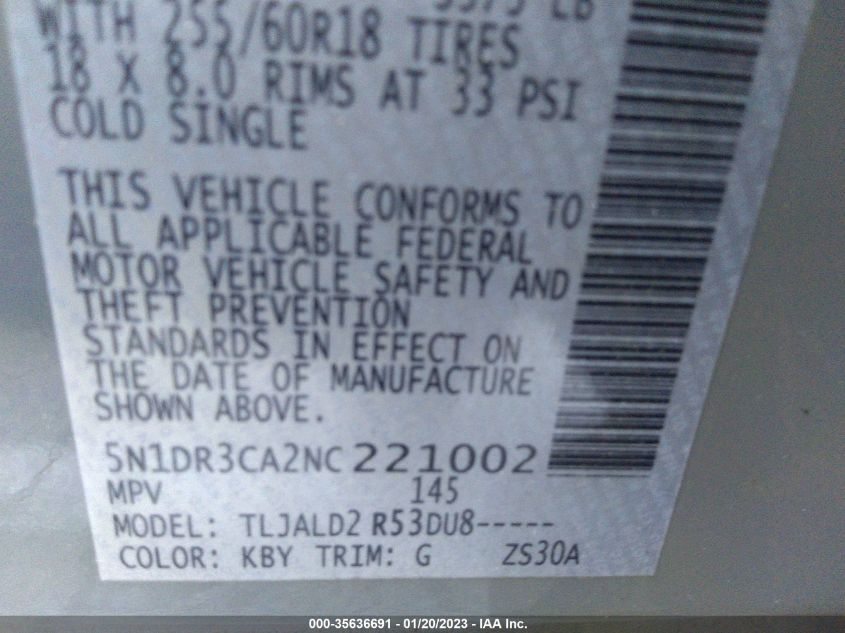 WITH 255/60R18 TIRES
18 X 8.0 RIMS AT 33 PSI
COLD SINGLE
THIS VEHICLE CONFORMS TO
ALL APPLICABLE FEDERAL
MOTOR VEHICLE SAFETY AND
THEFT PREVENTION
STANDARDS IN EFFECT ON
THE DATE OF MANUFACTURE
SHOWN ABOVE.
5N1DR3CA2NC221002
MPV 145
MODEL: TLJALD2 R53DU8-----
COLOR: KBY TRIM: G ZS30A
000-35636691 - 01/20/2023 - IAA Inc.